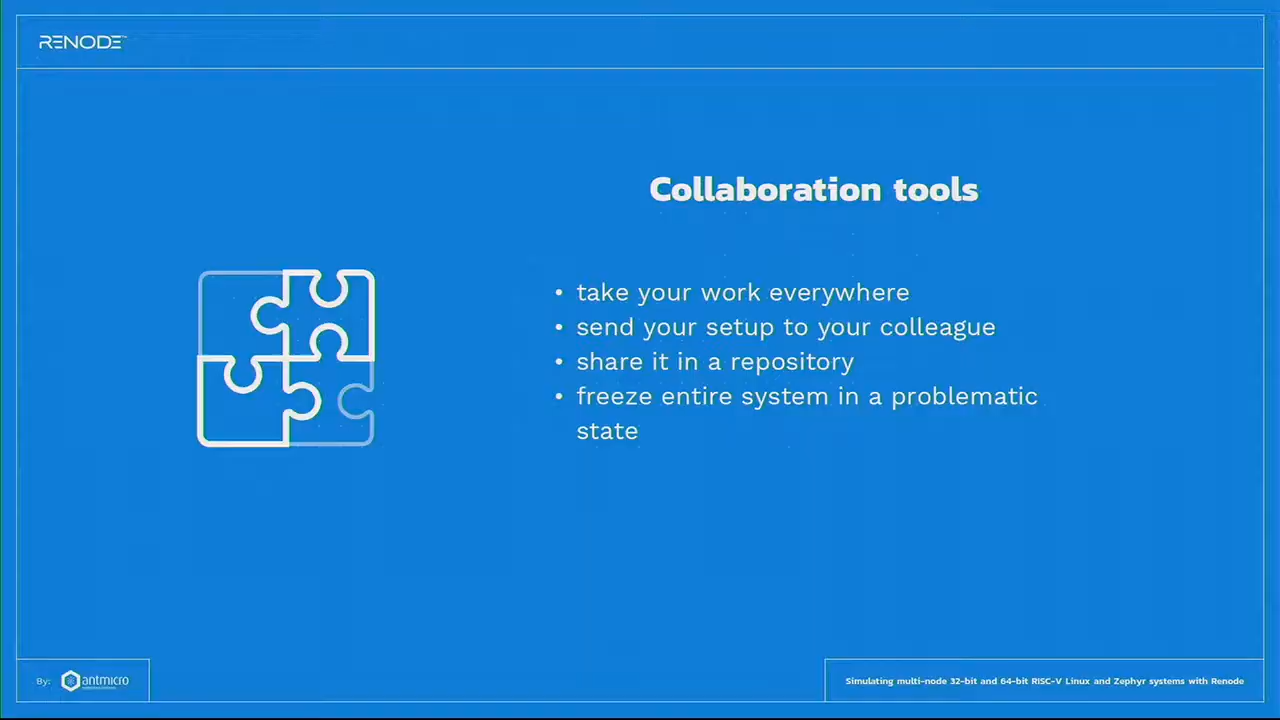 RENODE™
Collaboration tools
• take your work everywhere
• send your setup to your colleague
• share it in a repository
• freeze entire system in a problematic
state
By: antmicro
Simulating multi-node 32-bit and 64-bit RISC-V Linux and Zephyr systems with Renode